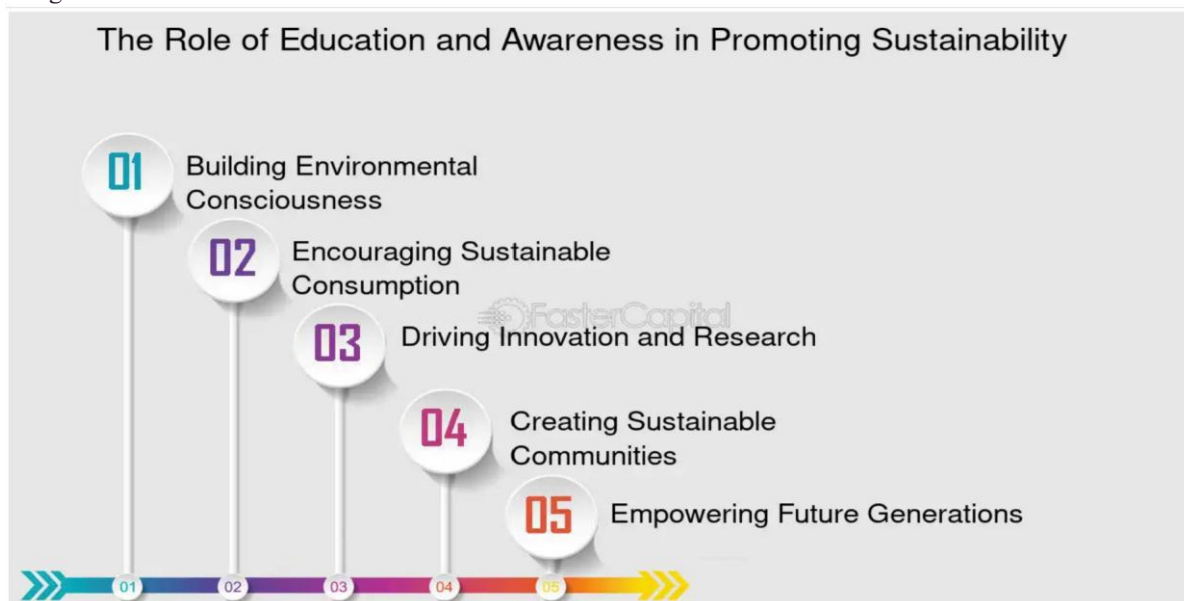 The Role of Education and Awareness in Promoting Sustainability
01
Building Environmental
Consciousness
02
Encouraging Sustainable
Consumption
FasterCapital
03
Driving Innovation and Research
04
Creating Sustainable
Communities
05
Empowering Future Generations
01 02 03 04 05